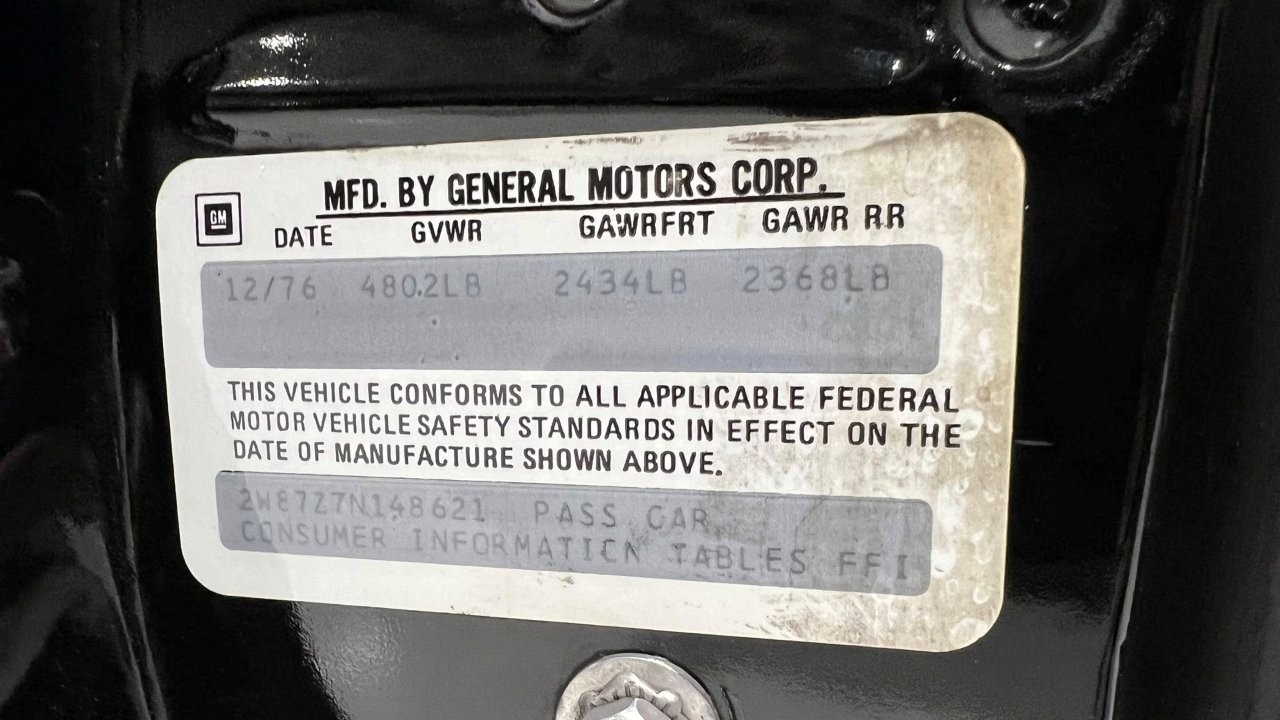 MFD. BY GENERAL MOTORS CORP.
GM
DATE GVWR GAWRFRT GAWR RR
12/76 4802LB 2434LB 2368LB
THIS VEHICLE CONFORMS TO ALL APPLICABLE FEDERAL
MOTOR VEHICLE SAFETY STANDARDS IN EFFECT ON THE
DATE OF MANUFACTURE SHOWN ABOVE.
2W87Z7N148621 PASS CAR
CONSUMER INFORMATION TABLES FFI